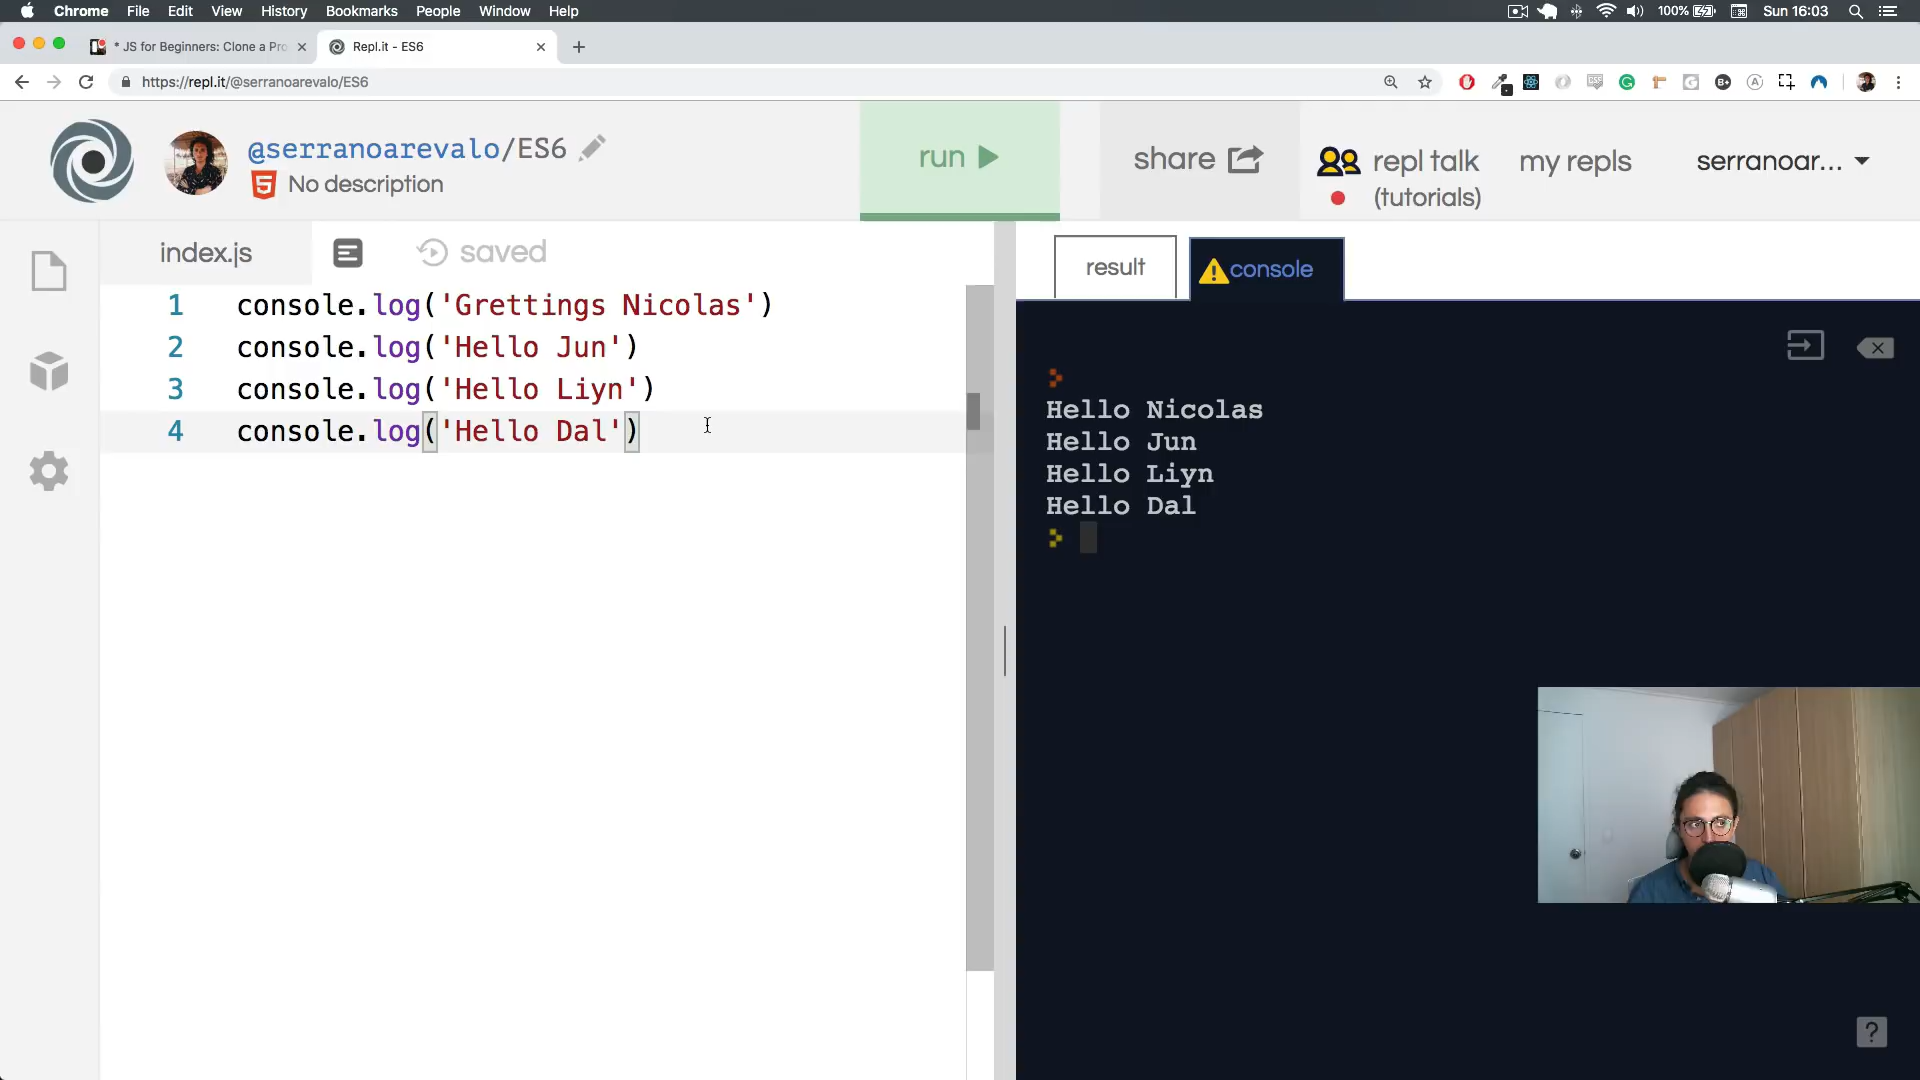 Chrome File Edit View History Bookmarks People Window Help 100% Sun 16:03
* JS for Beginners: Clone a Pro Repl.it - ES6
https://repl.it/@serranoarevalo/ES6
@serranoarevalo/ES6
No description
run
share
repl talk
(tutorials)
my repls
serranoar...
index.js
saved
1 console.log('Grettings Nicolas')
2 console.log('Hello Jun')
3 console.log('Hello Liyn')
4 console.log('Hello Dal')
result
console
Hello Nicolas
Hello Jun
Hello Liyn
Hello Dal
?